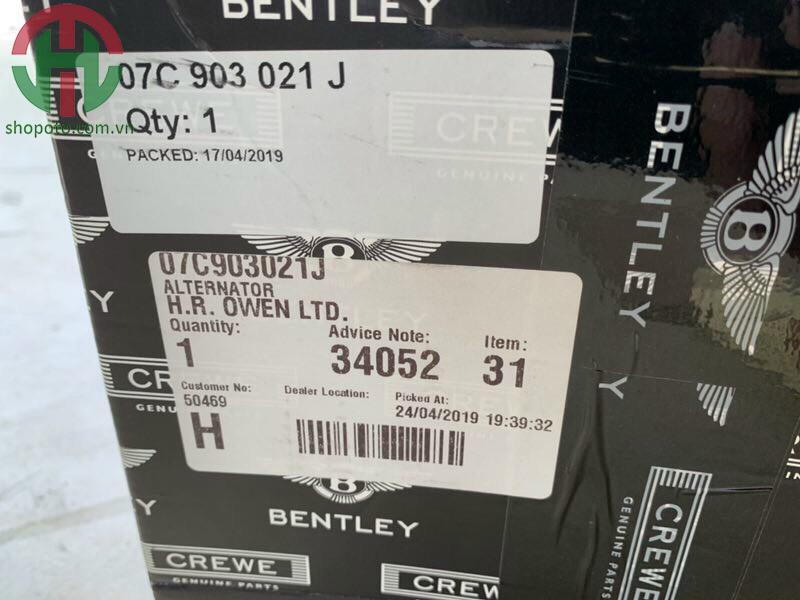 BENTLEY
07C 903 021 J
Qty: 1
PACKED: 17/04/2019
shopoto.com.vn
CREWE
GENUINE PARTS
BENTLEY
07C903021J
ALTERNATOR
H.R. OWEN LTD.
Quantity: Advice Note: Item:
1 34052 31
Customer No: Dealer Location: Picked At:
50469 24/04/2019 19:39:32
H
CREWE
B
BENTLEY
CREWE
GENUINE PARTS
CREWE
CREWE
GENUINE PARTS